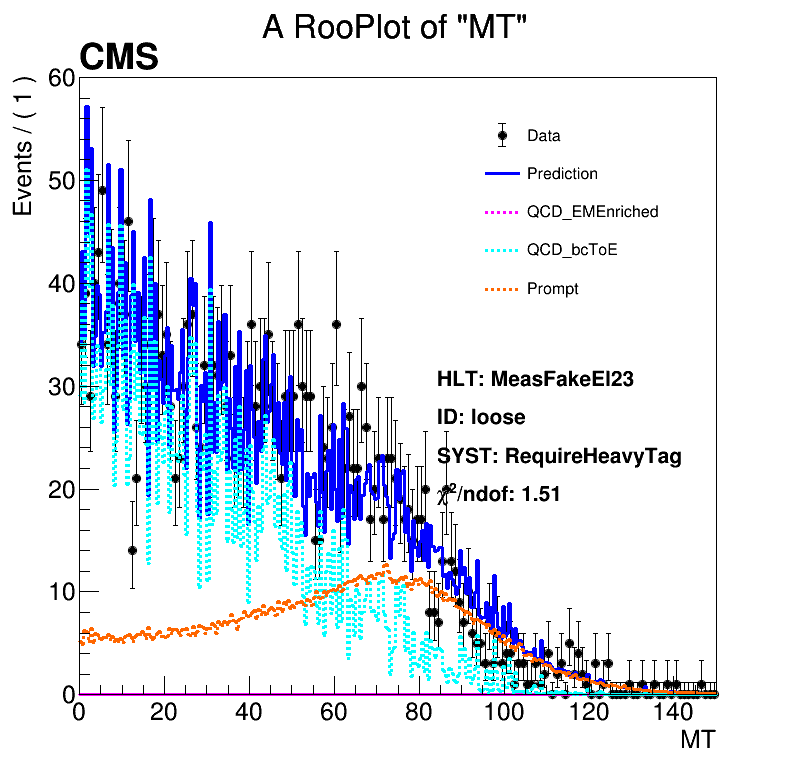 A RooPlot of "MT"
CMS
Events / ( 1 )
60
50
40
30
20
10
0
Data
Prediction
QCD_EMEnriched
QCD_bcToE
Prompt
HLT: MeasFakeEl23
ID: loose
SYST: RequireHeavyTag
χ²/ndof: 1.51
0 20 40 60 80 100 120 140
MT